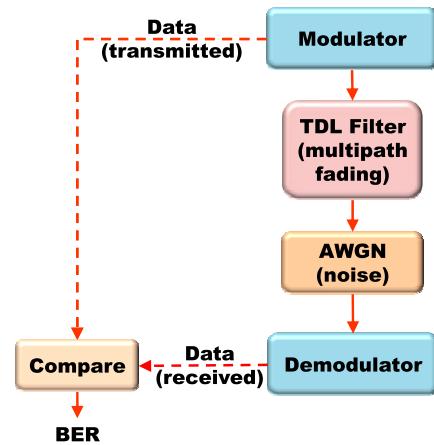 Data
(transmitted)
Modulator
TDL Filter
(multipath
fading)
AWGN
(noise)
Demodulator
Data
(received)
Compare
BER